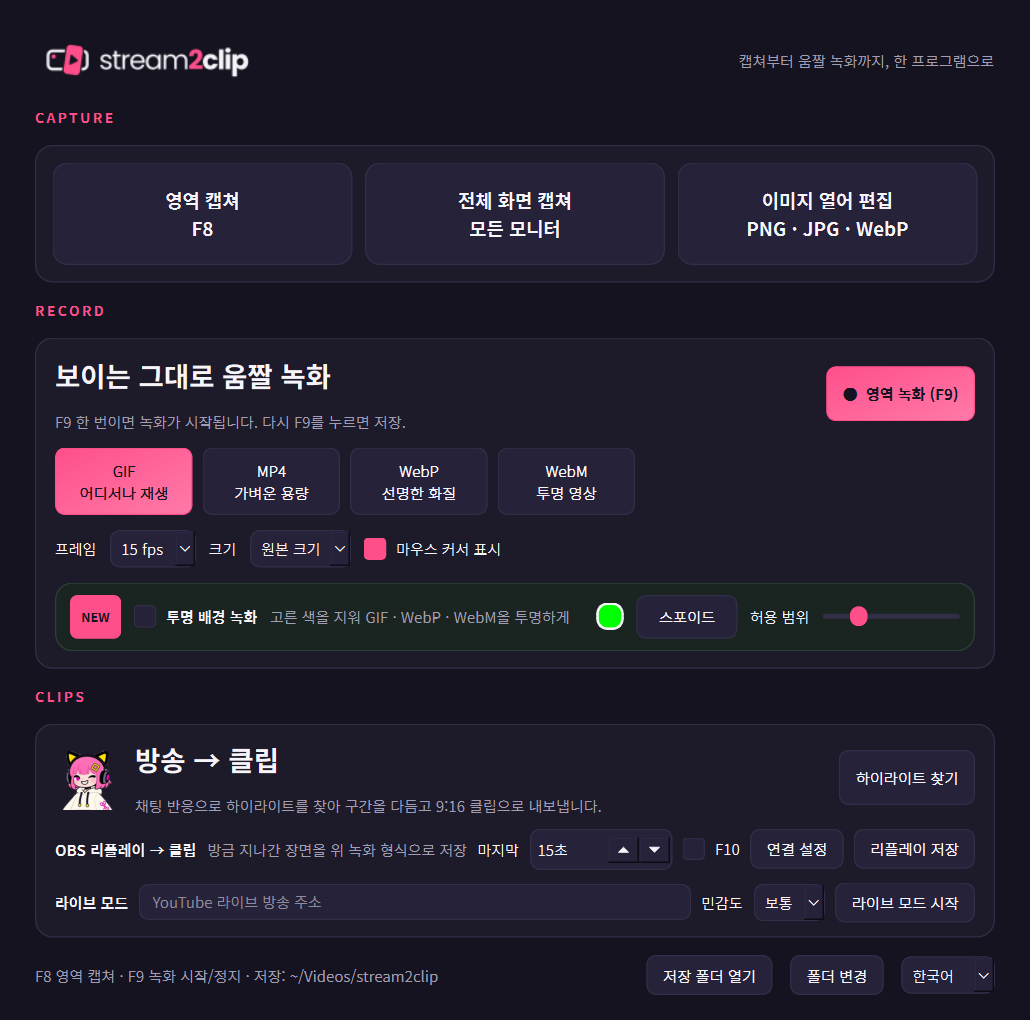 stream2clip
캡쳐부터 움짤 녹화까지, 한 프로그램으로
CAPTURE
영역 캡쳐
F8
전체 화면 캡쳐
모든 모니터
이미지 열어 편집
PNG · JPG · WebP
RECORD
보이는 그대로 움짤 녹화
● 영역 녹화 (F9)
F9 한 번이면 녹화가 시작됩니다. 다시 F9를 누르면 저장.
GIF
어디서나 재생
MP4
가벼운 용량
WebP
선명한 화질
WebM
투명 영상
프레임 15 fps 크기 원본 크기 마우스 커서 표시
NEW 투명 배경 녹화 고른 색을 지워 GIF · WebP · WebM을 투명하게 스포이드 허용 범위
CLIPS
방송 → 클립
하이라이트 찾기
채팅 반응으로 하이라이트를 찾아 구간을 다듬고 9:16 클립으로 내보냅니다.
OBS 리플레이 → 클립 방금 지나간 장면을 위 녹화 형식으로 저장 마지막 15초 F10 연결 설정 리플레이 저장
라이브 모드 YouTube 라이브 방송 주소 민감도 보통 라이브 모드 시작
F8 영역 캡쳐 · F9 녹화 시작/정지 · 저장: ~/Videos/stream2clip 저장 폴더 열기 폴더 변경 한국어